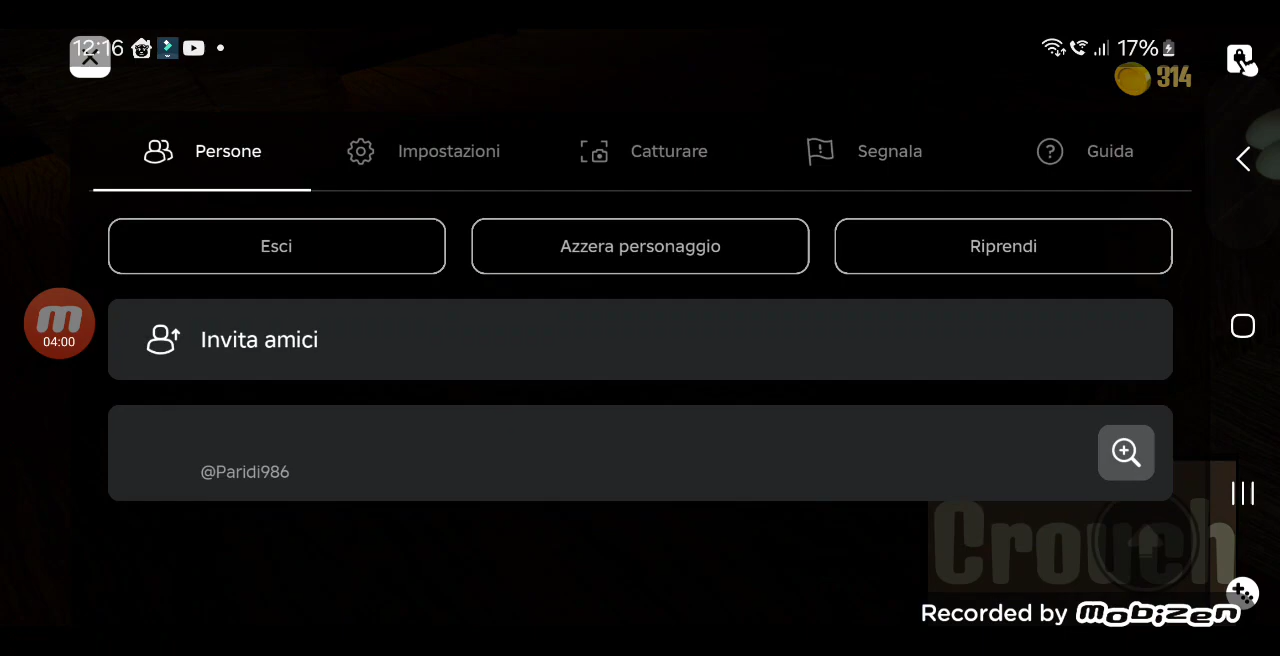 12:16
17%
314
Persone
Impostazioni
Catturare
Segnala
Guida
Esci
Azzera personaggio
Riprendi
04:00
Invita amici
@Paridi986
Crouch
Recorded by mobizen